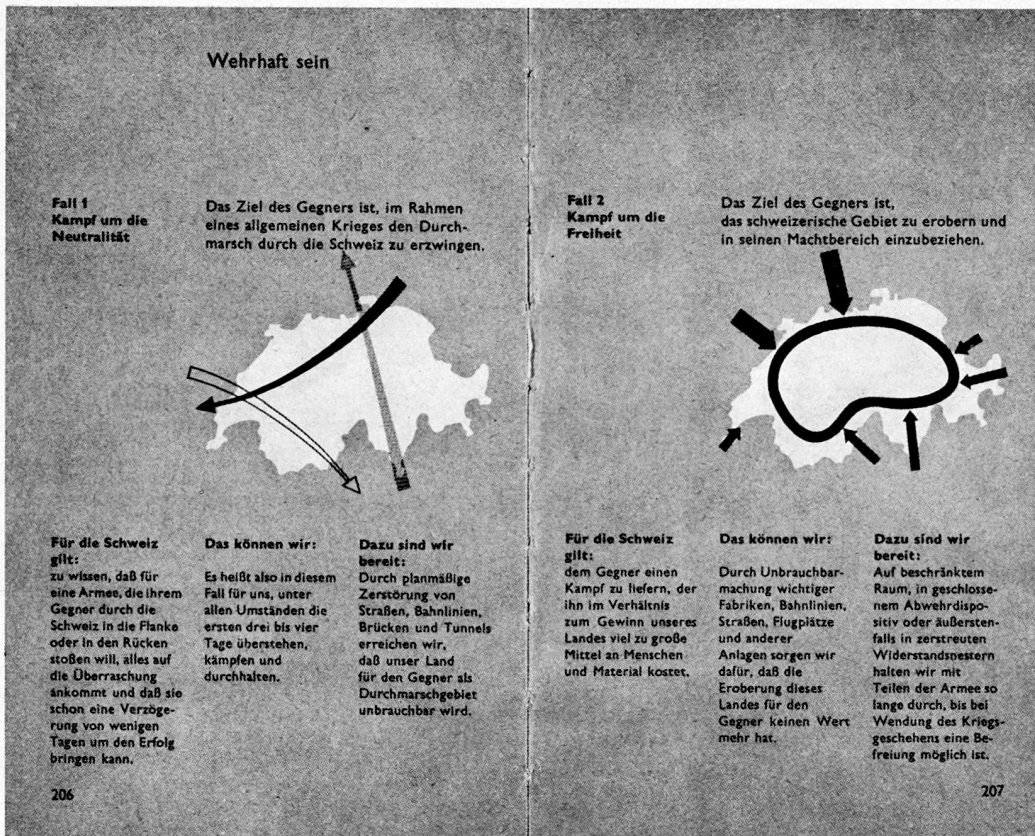 Wehrhaft sein
Fall 1
Kampf um die
Neutralität
Das Ziel des Gegners ist, im Rahmen
eines allgemeinen Krieges den Durch-
marsch durch die Schweiz zu erzwingen.
Für die Schweiz
gilt:
zu wissen, daß für
eine Armee, die ihrem
Gegner durch die
Schweiz in die Flanke
oder in den Rücken
stoßen will, alles auf
die Überraschung
ankommt und daß sie
schon eine Verzöge-
rung von wenigen
Tagen um den Erfolg
bringen kann.
Das können wir:
Es heißt also in diesem
Fall für uns, unter
allen Umständen die
ersten drei bis vier
Tage überstehen,
kämpfen und
durchhalten.
Dazu sind wir
bereit:
Durch planmäßige
Zerstörung von
Straßen, Bahnlinien,
Brücken und Tunnels
erreichen wir,
daß unser Land
für den Gegner als
Durchmarschgebiet
unbrauchbar wird.
206
Fall 2
Kampf um die
Freiheit
Das Ziel des Gegners ist,
das schweizerische Gebiet zu erobern und
in seinen Machtbereich einzubeziehen.
Für die Schweiz
gilt:
dem Gegner einen
Kampf zu liefern, der
ihn im Verhältnis
zum Gewinn unseres
Landes viel zu große
Mittel an Menschen
und Material kostet.
Das können wir:
Durch Unbrauchbar-
machung wichtiger
Fabriken, Bahnlinien,
Straßen, Flugplätze
und anderer
Anlagen sorgen wir
dafür, daß die
Eroberung dieses
Landes für den
Gegner keinen Wert
mehr hat.
Dazu sind wir
bereit:
Auf beschränktem
Raum, in geschlosse-
nem Abwehrdispo-
sitiv oder äußersten-
falls in zerstreuten
Widerstandsnestern
halten wir mit
Teilen der Armee so
lange durch, bis bei
Wendung des Kriegs-
geschehens eine Be-
freiung möglich ist.
207